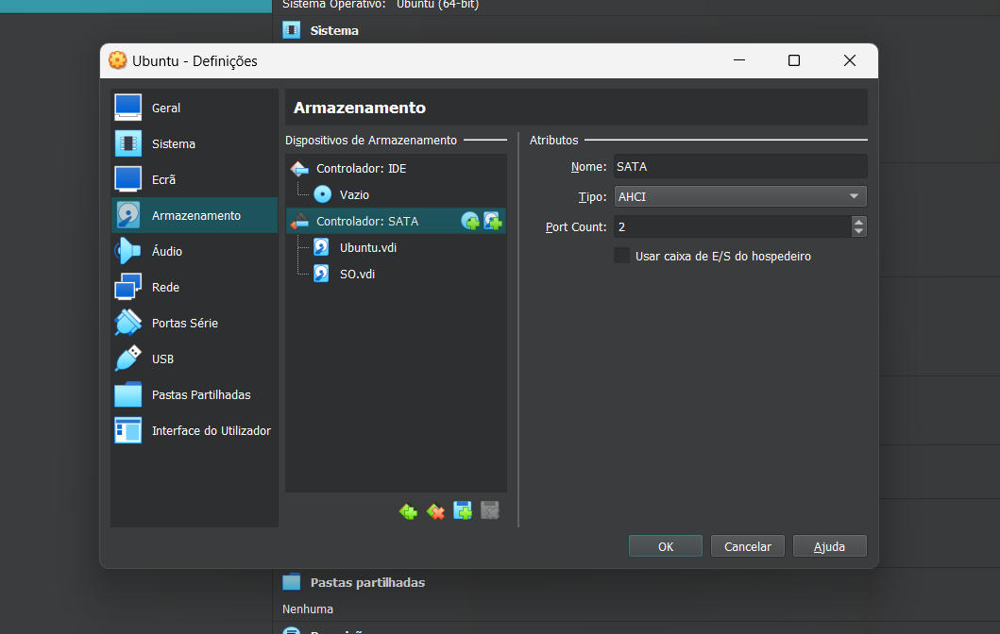 Sistema Operativo: Ubuntu (64-bit)
Sistema
Ubuntu - Definições
Geral
Sistema
Ecrã
Armazenamento
Áudio
Rede
Portas Série
USB
Pastas Partilhadas
Interface do Utilizador
Armazenamento
Dispositivos de Armazenamento
Controlador: IDE
Vazio
Controlador: SATA
Ubuntu.vdi
SO.vdi
Atributos
Nome: SATA
Tipo: AHCI
Port Count: 2
Usar caixa de E/S do hospedeiro
OK Cancelar Ajuda
Pastas partilhadas
Nenhuma